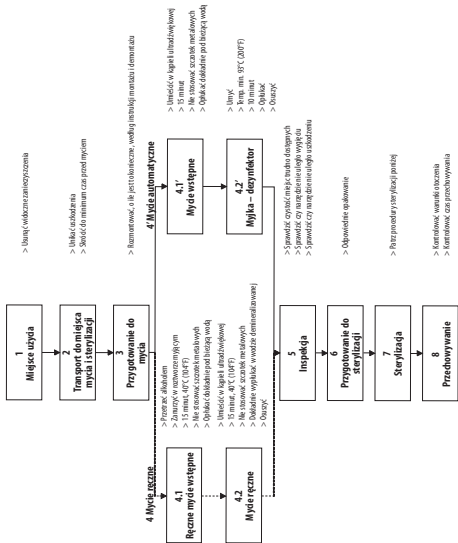 1
Miejsce użycia
> Usunąć widoczne zanieczyszczenia
2
Transport do miejsca
mycia i sterylizacji
> Unikać uszkodzenia
> Skrócić do minimum czas przed myciem
3
Przygotowanie do
mycia
> Rozmontować, o ile jest to konieczne, według instrukcji montażu i demontażu
4 Mycie ręczne
4.1
Ręczne mycie wstępne
> Przetrzeć alkoholem
> Zanurzyć w roztworze myjącym
> 15 minut, 40°C (104°F)
> Nie stosować szczotek metalowych
> Opłukać dokładnie pod bieżącą wodą
4.2
Mycie ręczne
> Umieścić w kąpieli ultradźwiękowej
> 15 minut, 40°C (104°F)
> Nie stosować szczotek metalowych
> Dokładnie wypłukać w wodzie demineralizowanej
> Osuszyć
4' Mycie automatyczne
4.1'
Mycie wstępne
> Umieścić w kąpieli ultradźwiękowej
> 15 minut
> Nie stosować szczotek metalowych
> Opłukać dokładnie pod bieżącą wodą
4.2'
Myjka – dezynfektor
> Umyć
> Temp. min. 93°C (200°F)
> 10 minut
> Opłukać
> Osuszyć
5
Inspekcja
> Sprawdzić czystość miejsc trudno dostępnych
> Sprawdzić czy narzędzie nie uległo wygięciu
> Sprawdzić czy narzędzie nie uległo uszkodzeniu
6
Przygotowanie do
sterylizacji
> Odpowiednie opakowanie
7
Sterylizacja
> Patrz procedury sterylizacji poniżej
8
Przechowywanie
> Kontrolować warunki otoczenia
> Kontrolować czas przechowywania